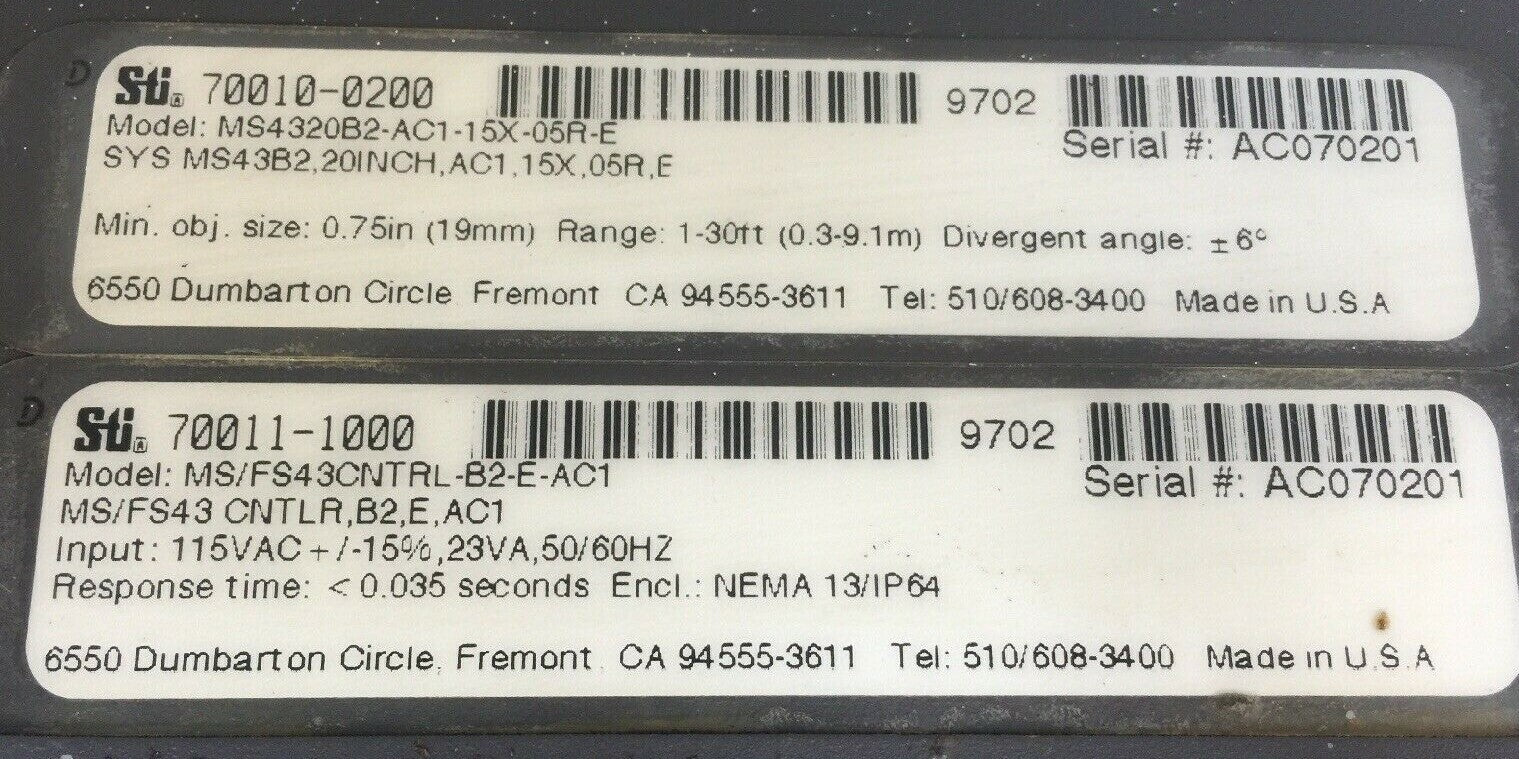 D
Sti 70010-0200 9702
Model: MS4320B2-AC1-15X-05R-E
Serial #: AC070201
SYS MS43B2,20INCH,AC1,15X,05R,E
Min. obj. size: 0.75in (19mm) Range: 1-30ft (0.3-9.1m) Divergent angle: ±6°
6550 Dumbarton Circle Fremont CA 94555-3611 Tel: 510/608-3400 Made in U.S.A
D
Sti 70011-1000 9702
Model: MS/FS43CNTRL-B2-E-AC1
Serial #: AC070201
MS/FS43 CNTLR,B2,E,AC1
Input: 115VAC+/-15%,23VA,50/60HZ
Response time: < 0.035 seconds Encl.: NEMA 13/IP64
6550 Dumbarton Circle. Fremont CA 94555-3611 Tel: 510/608-3400 Made in U.S.A